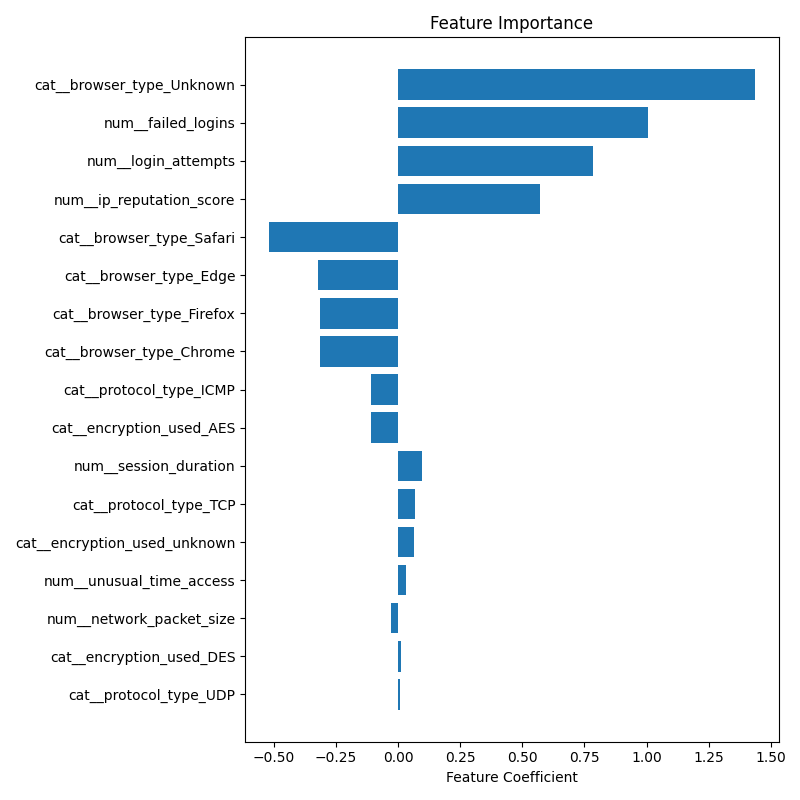 Feature Importance
cat__browser_type_Unknown
num__failed_logins
num__login_attempts
num__ip_reputation_score
cat__browser_type_Safari
cat__browser_type_Edge
cat__browser_type_Firefox
cat__browser_type_Chrome
cat__protocol_type_ICMP
cat__encryption_used_AES
num__session_duration
cat__protocol_type_TCP
cat__encryption_used_unknown
num__unusual_time_access
num__network_packet_size
cat__encryption_used_DES
cat__protocol_type_UDP
−0.50 −0.25 0.00 0.25 0.50 0.75 1.00 1.25 1.50
Feature Coefficient